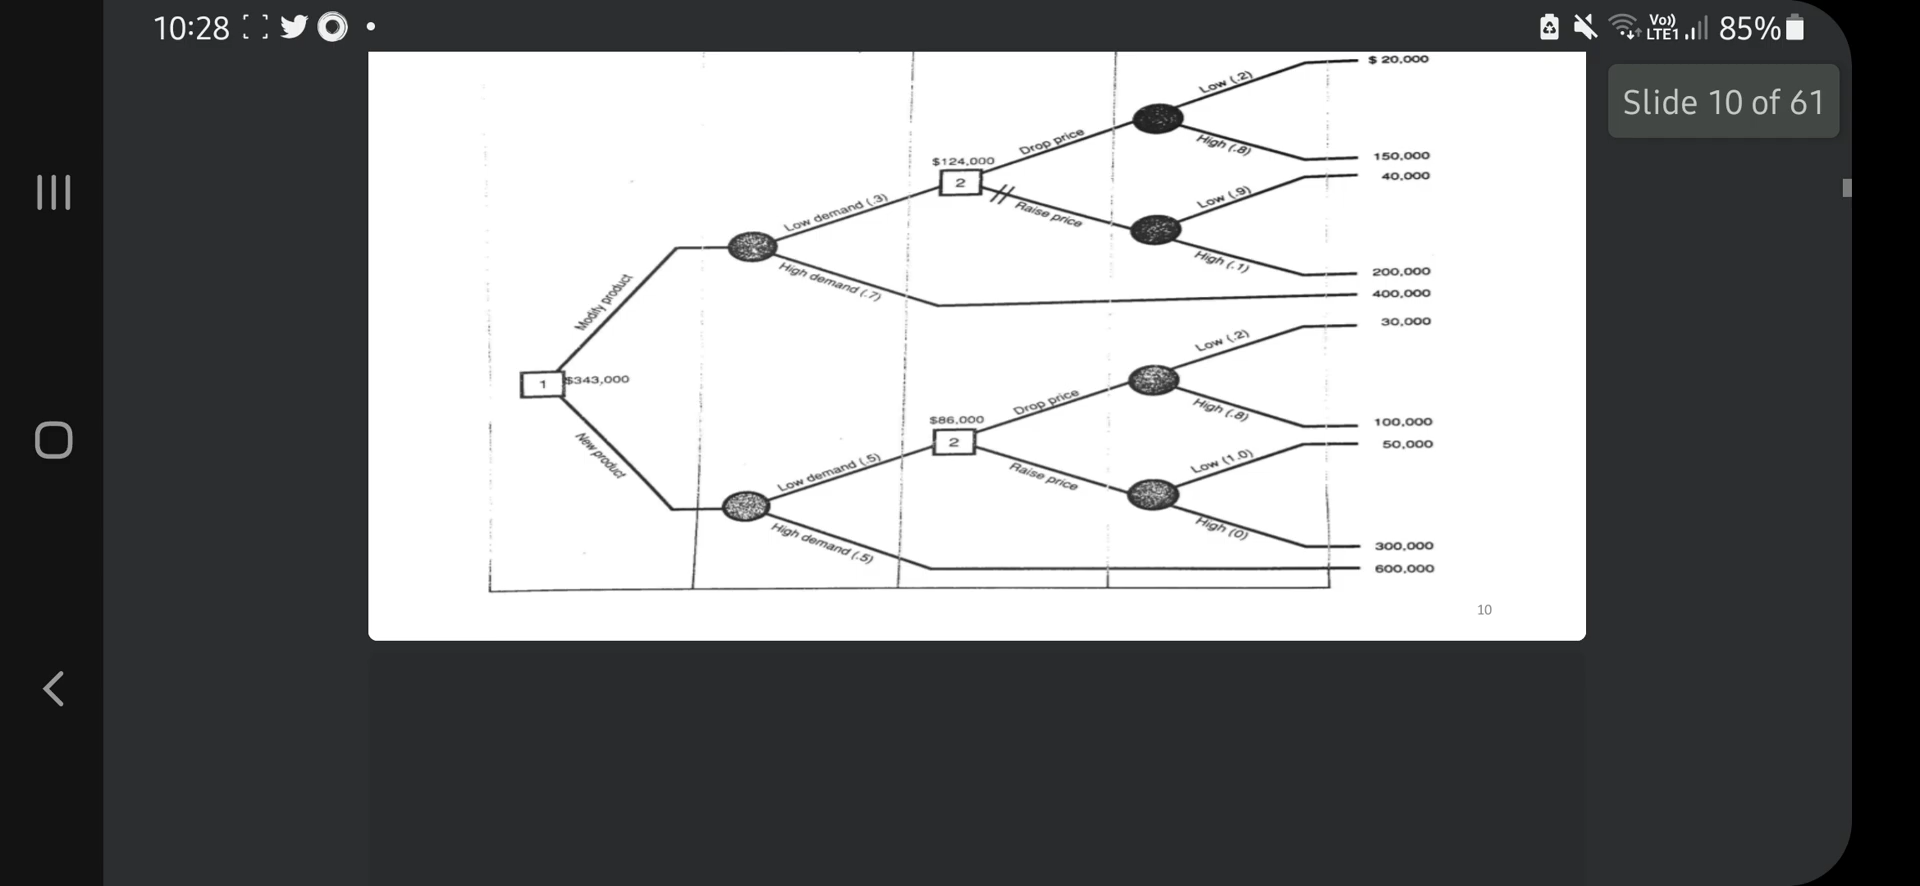 10:28
Vo))
LTE1
85%
Slide 10 of 61
$ 20,000
Low (.2)
Drop price
High (.8)
$124,000
150,000
2
40,000
Low (.9)
Low demand (.3)
Raise price
High (.1)
High demand (.7)
200,000
400,000
Modify product
30,000
Low (.2)
1
$343,000
Drop price
High (.8)
$86,000
100,000
2
50,000
New product
Low demand (.5)
Raise price
Low (1.0)
High (0)
High demand (.5)
300,000
600,000
10